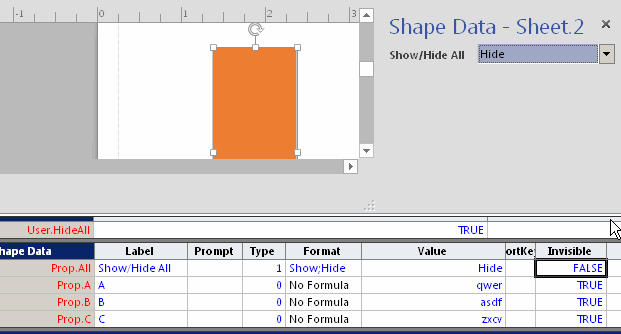 -1 0 1 2 3
Shape Data - Sheet.2 ×
Show/Hide All Hide
User.HideAll TRUE
hape Data Label Prompt Type Format Value ortKey Invisible
Prop.All Show/Hide All 1 Show;Hide Hide FALSE
Prop.A A 0 No Formula qwer TRUE
Prop.B B 0 No Formula asdf TRUE
Prop.C C 0 No Formula zxcv TRUE